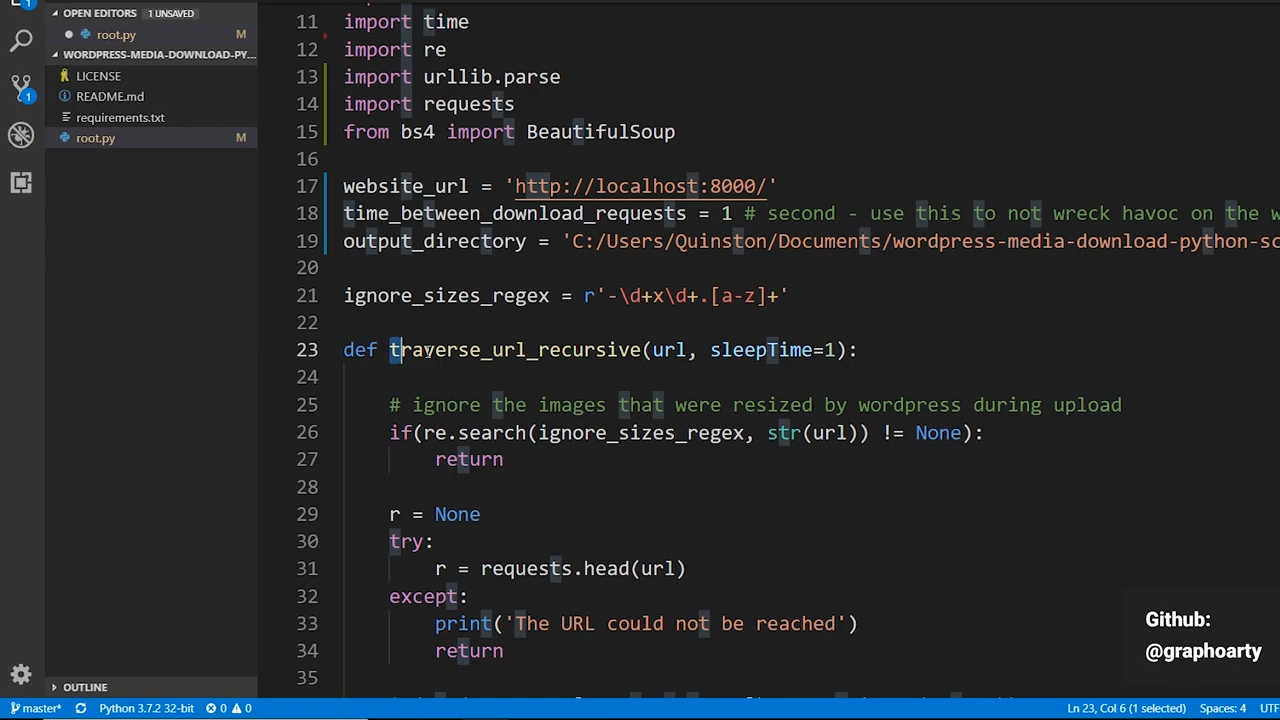 OPEN EDITORS 1 UNSAVED
root.py M
WORDPRESS-MEDIA-DOWNLOAD-PY...
LICENSE
README.md
requirements.txt
root.py M
OUTLINE
11 import time
12 import re
13 import urllib.parse
14 import requests
15 from bs4 import BeautifulSoup
16
17 website_url = 'http://localhost:8000/'
18 time_between_download_requests = 1 # second - use this to not wreck havoc on the w
19 output_directory = 'C:/Users/Quinston/Documents/wordpress-media-download-python-sc
20
21 ignore_sizes_regex = r'-\d+x\d+.[a-z]+'
22
23 def traverse_url_recursive(url, sleepTime=1):
24
25 # ignore the images that were resized by wordpress during upload
26 if(re.search(ignore_sizes_regex, str(url)) != None):
27 return
28
29 r = None
30 try:
31 r = requests.head(url)
32 except:
33 print('The URL could not be reached')
34 return
35
Github:
@graphoarty
master* Python 3.7.2 32-bit 0 0 Ln 23, Col 6 (1 selected) Spaces: 4 UTF